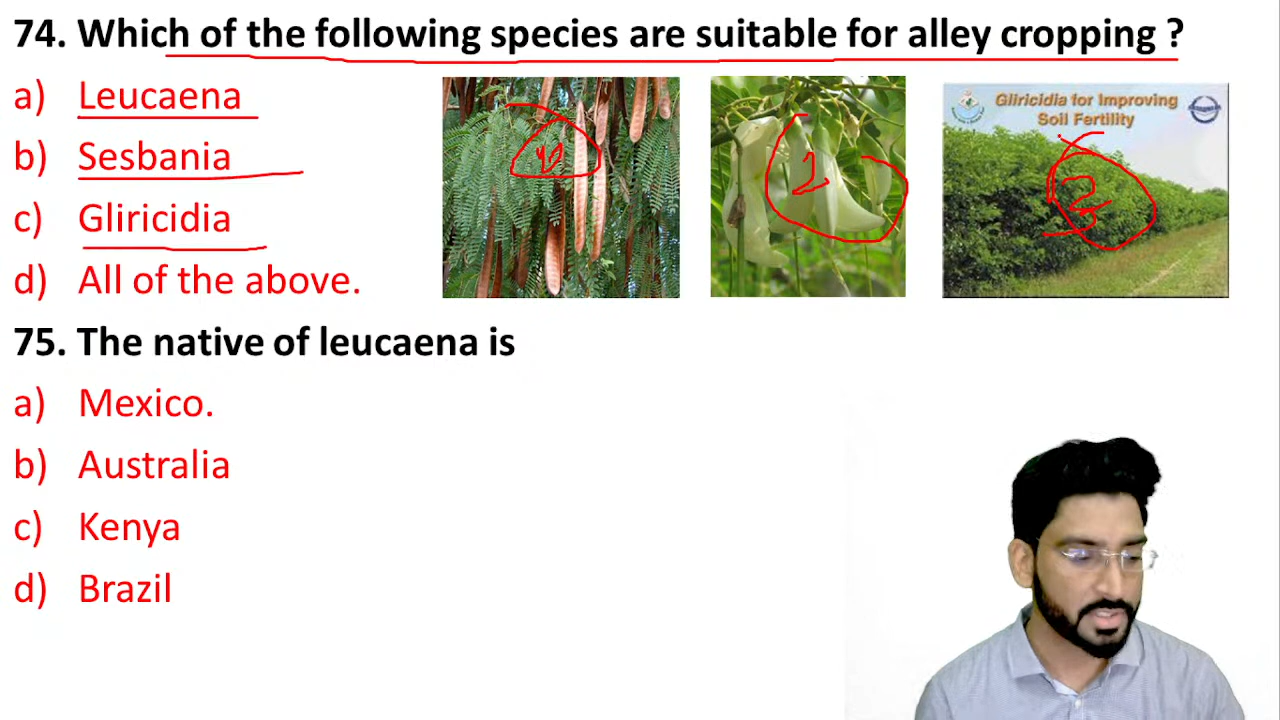 74. Which of the following species are suitable for alley cropping ?
a) Leucaena
b) Sesbania
c) Gliricidia
d) All of the above.
Gliricidia for Improving
Soil Fertility
75. The native of leucaena is
a) Mexico.
b) Australia
c) Kenya
d) Brazil